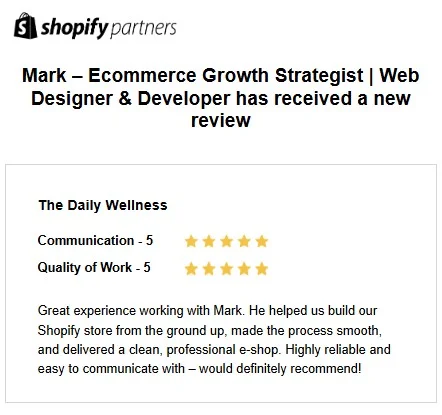 shopify partners
Mark – Ecommerce Growth Strategist | Web
Designer & Developer has received a new
review
The Daily Wellness
Communication - 5
Quality of Work - 5
Great experience working with Mark. He helped us build our
Shopify store from the ground up, made the process smooth,
and delivered a clean, professional e-shop. Highly reliable and
easy to communicate with – would definitely recommend!